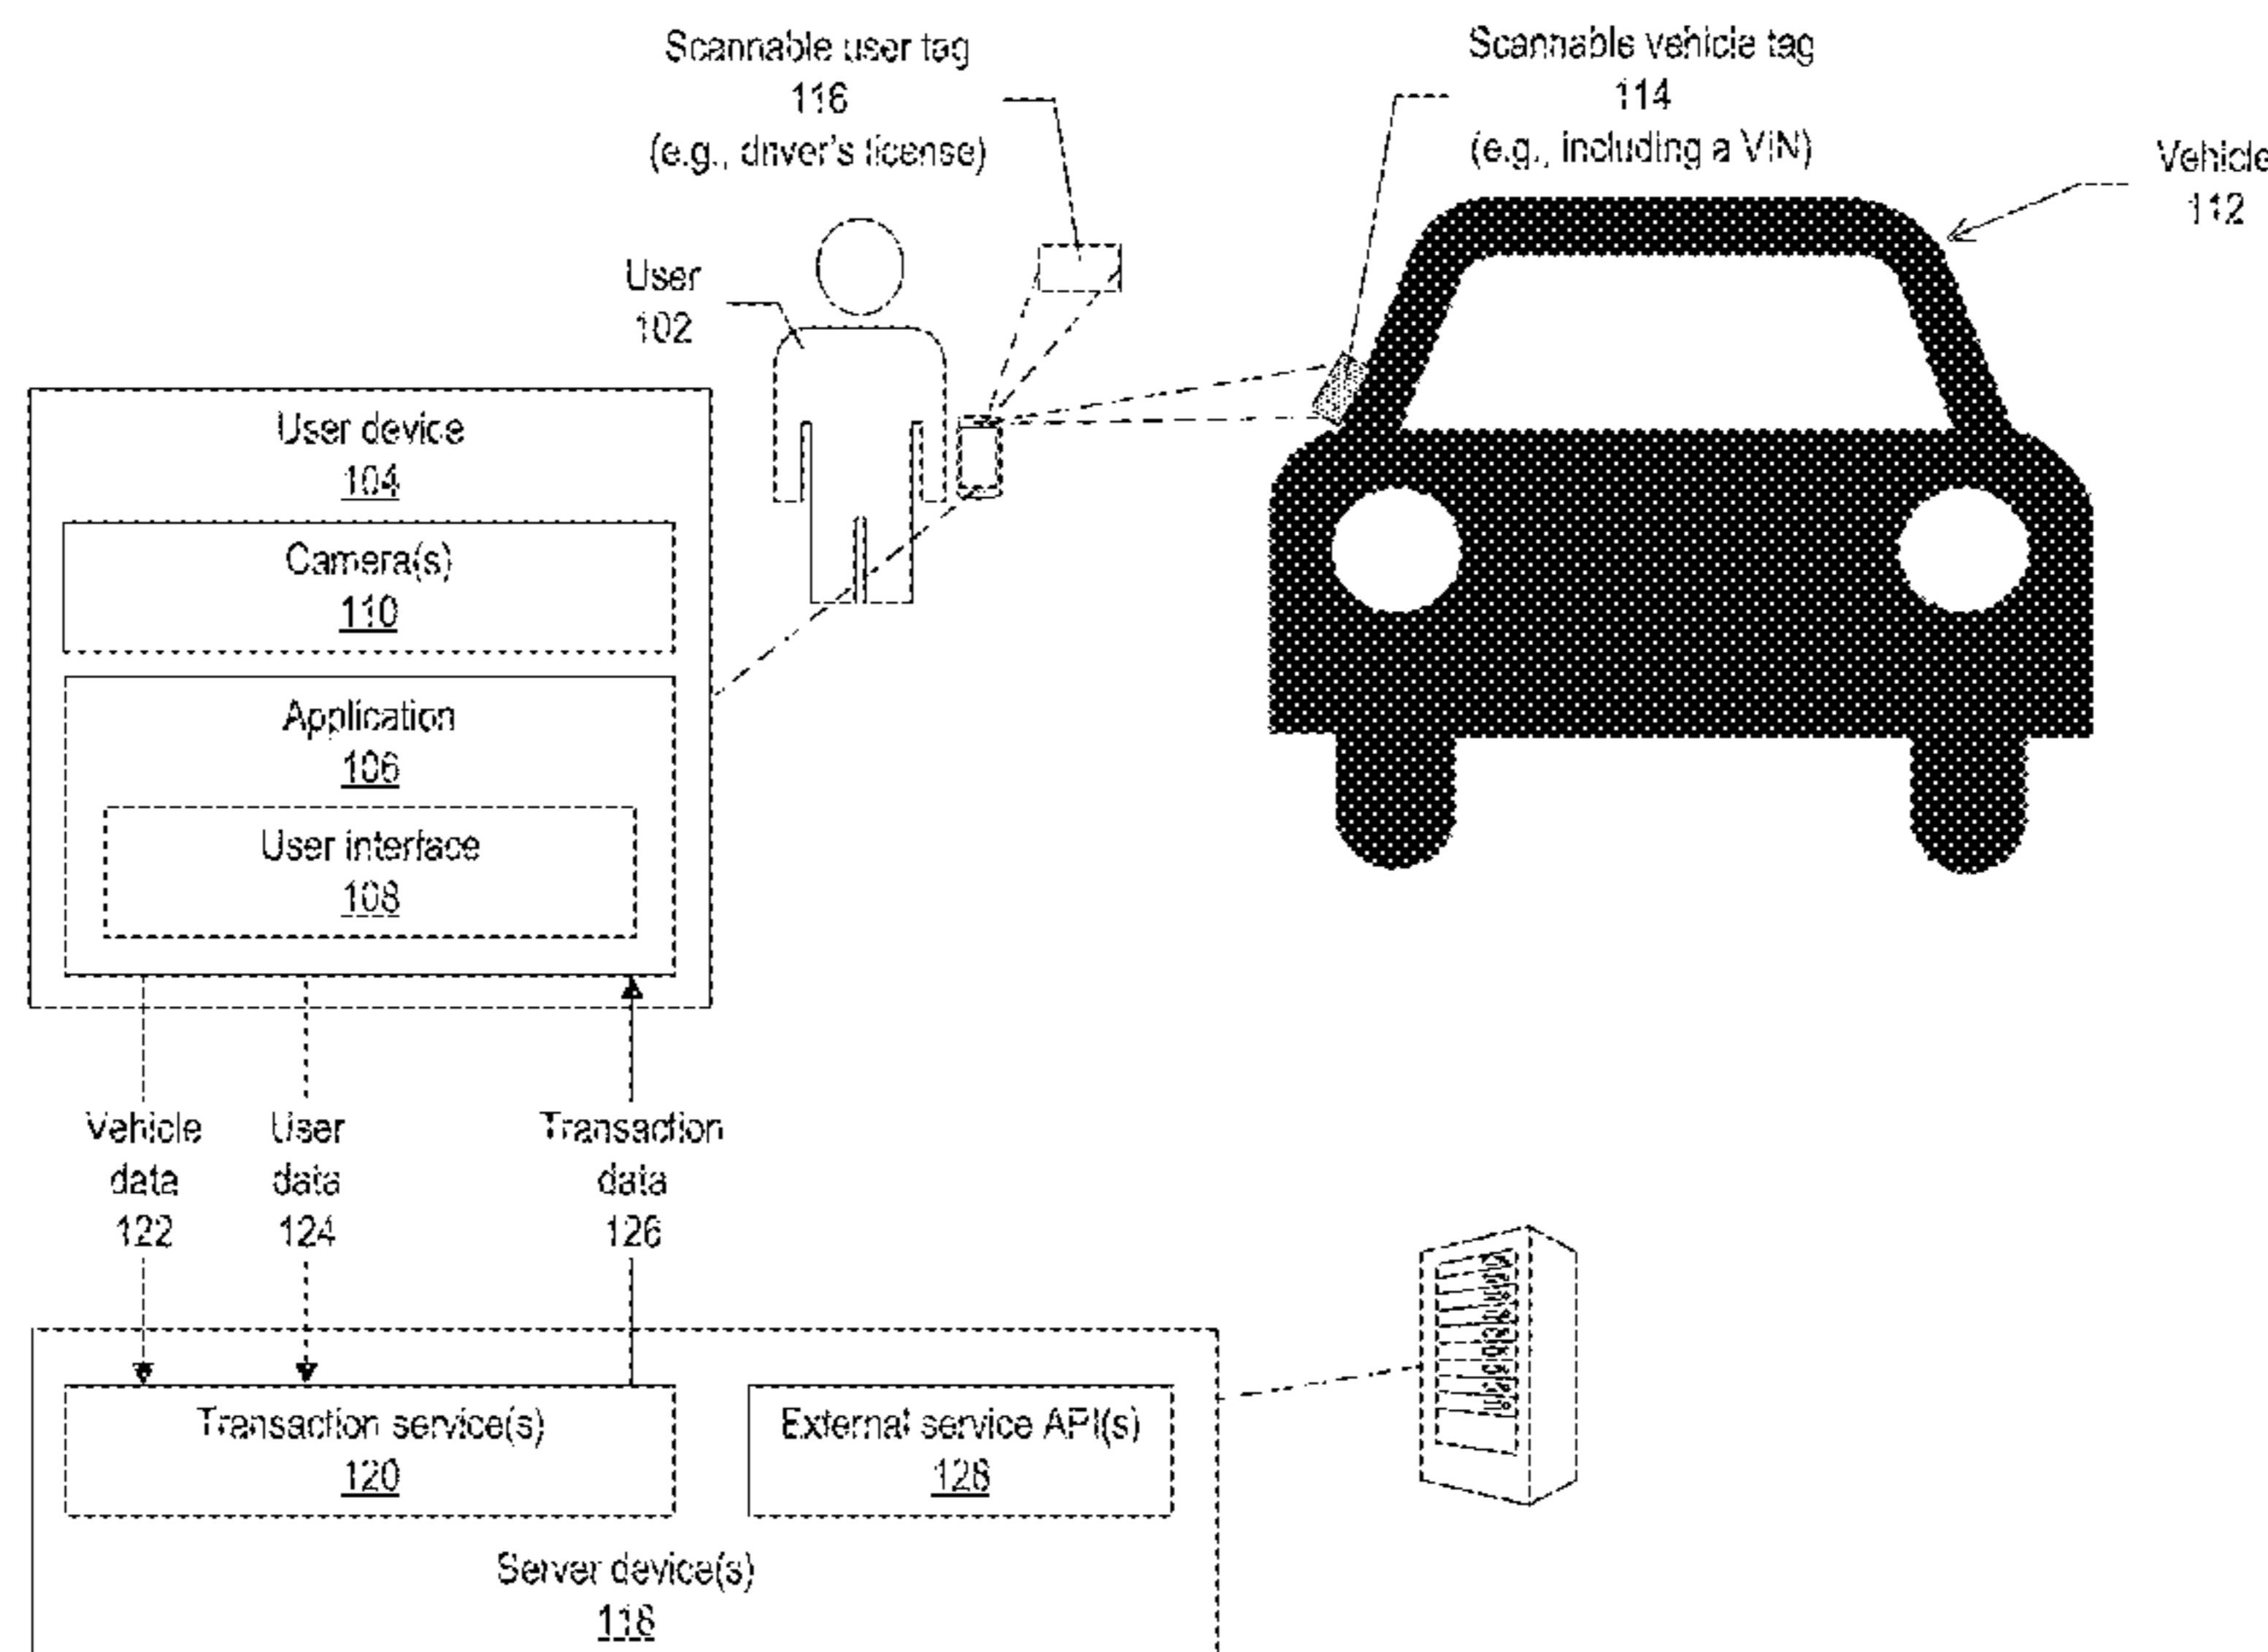 Scannable user tag
116
(e.g., driver's license)
Scannable vehicle tag
114
(e.g., including a VIN)
Vehicle
112
User
102
User device
104
Camera(s)
110
Application
106
User interface
108
Vehicle
data
122
User
data
124
Transaction
data
126
Transaction service(s)
120
External service API(s)
128
Server device(s)
118